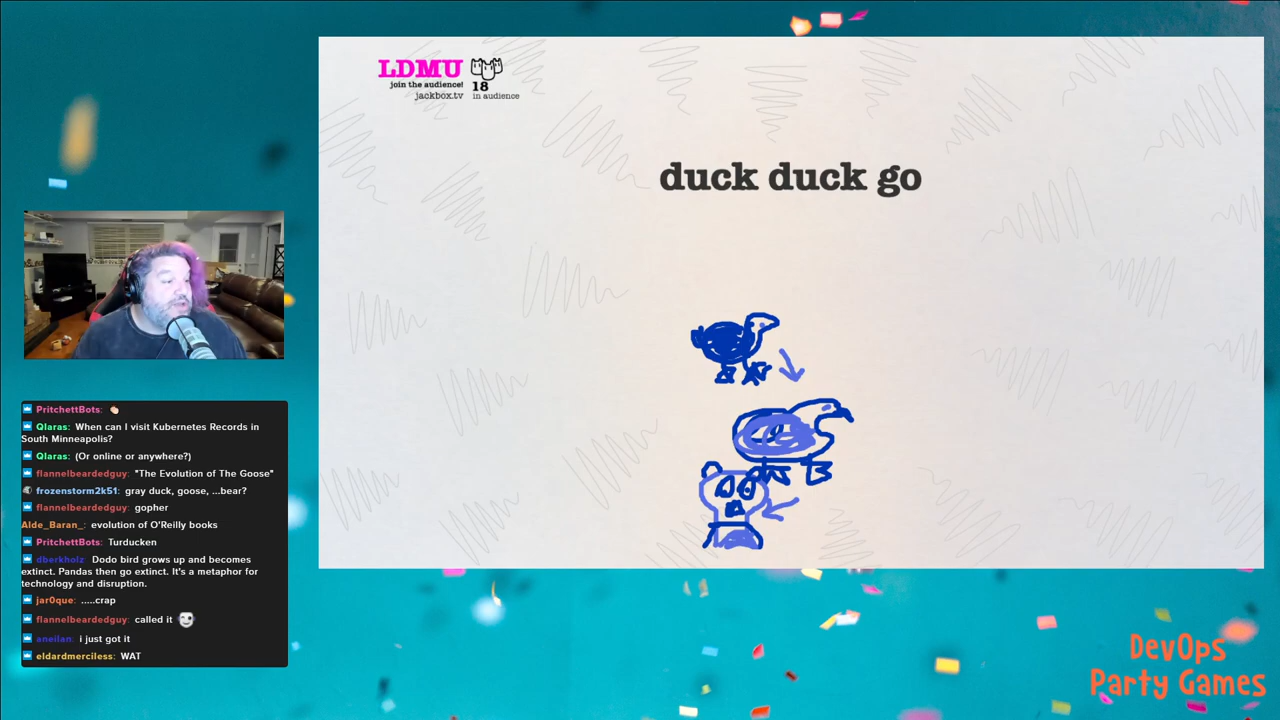 LDMU
join the audience!
jackbox.tv
18
in audience
duck duck go
PritchettBots:
Qlaras: When can I visit Kubernetes Records in
South Minneapolis?
Qlaras: (Or online or anywhere?)
flannelbeardedguy: "The Evolution of The Goose"
frozenstorm2k51: gray duck, goose, ...bear?
flannelbeardedguy: gopher
Alde_Baran_: evolution of O'Reilly books
PritchettBots: Turducken
dberkholz: Dodo bird grows up and becomes
extinct. Pandas then go extinct. It's a metaphor for
technology and disruption.
jar0que: .....crap
flannelbeardedguy: called it
aneilan: i just got it
eldardmerciless: WAT
DevOps
Party Games